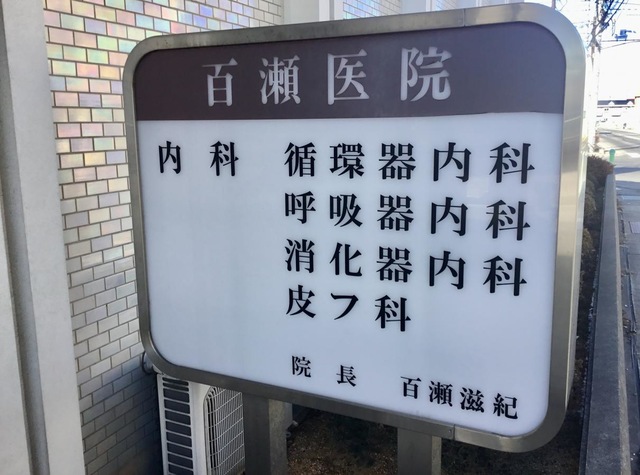 百瀬医院
内科 循環器内科
呼吸器内科
消化器内科
皮フ科
院長 百瀬滋紀